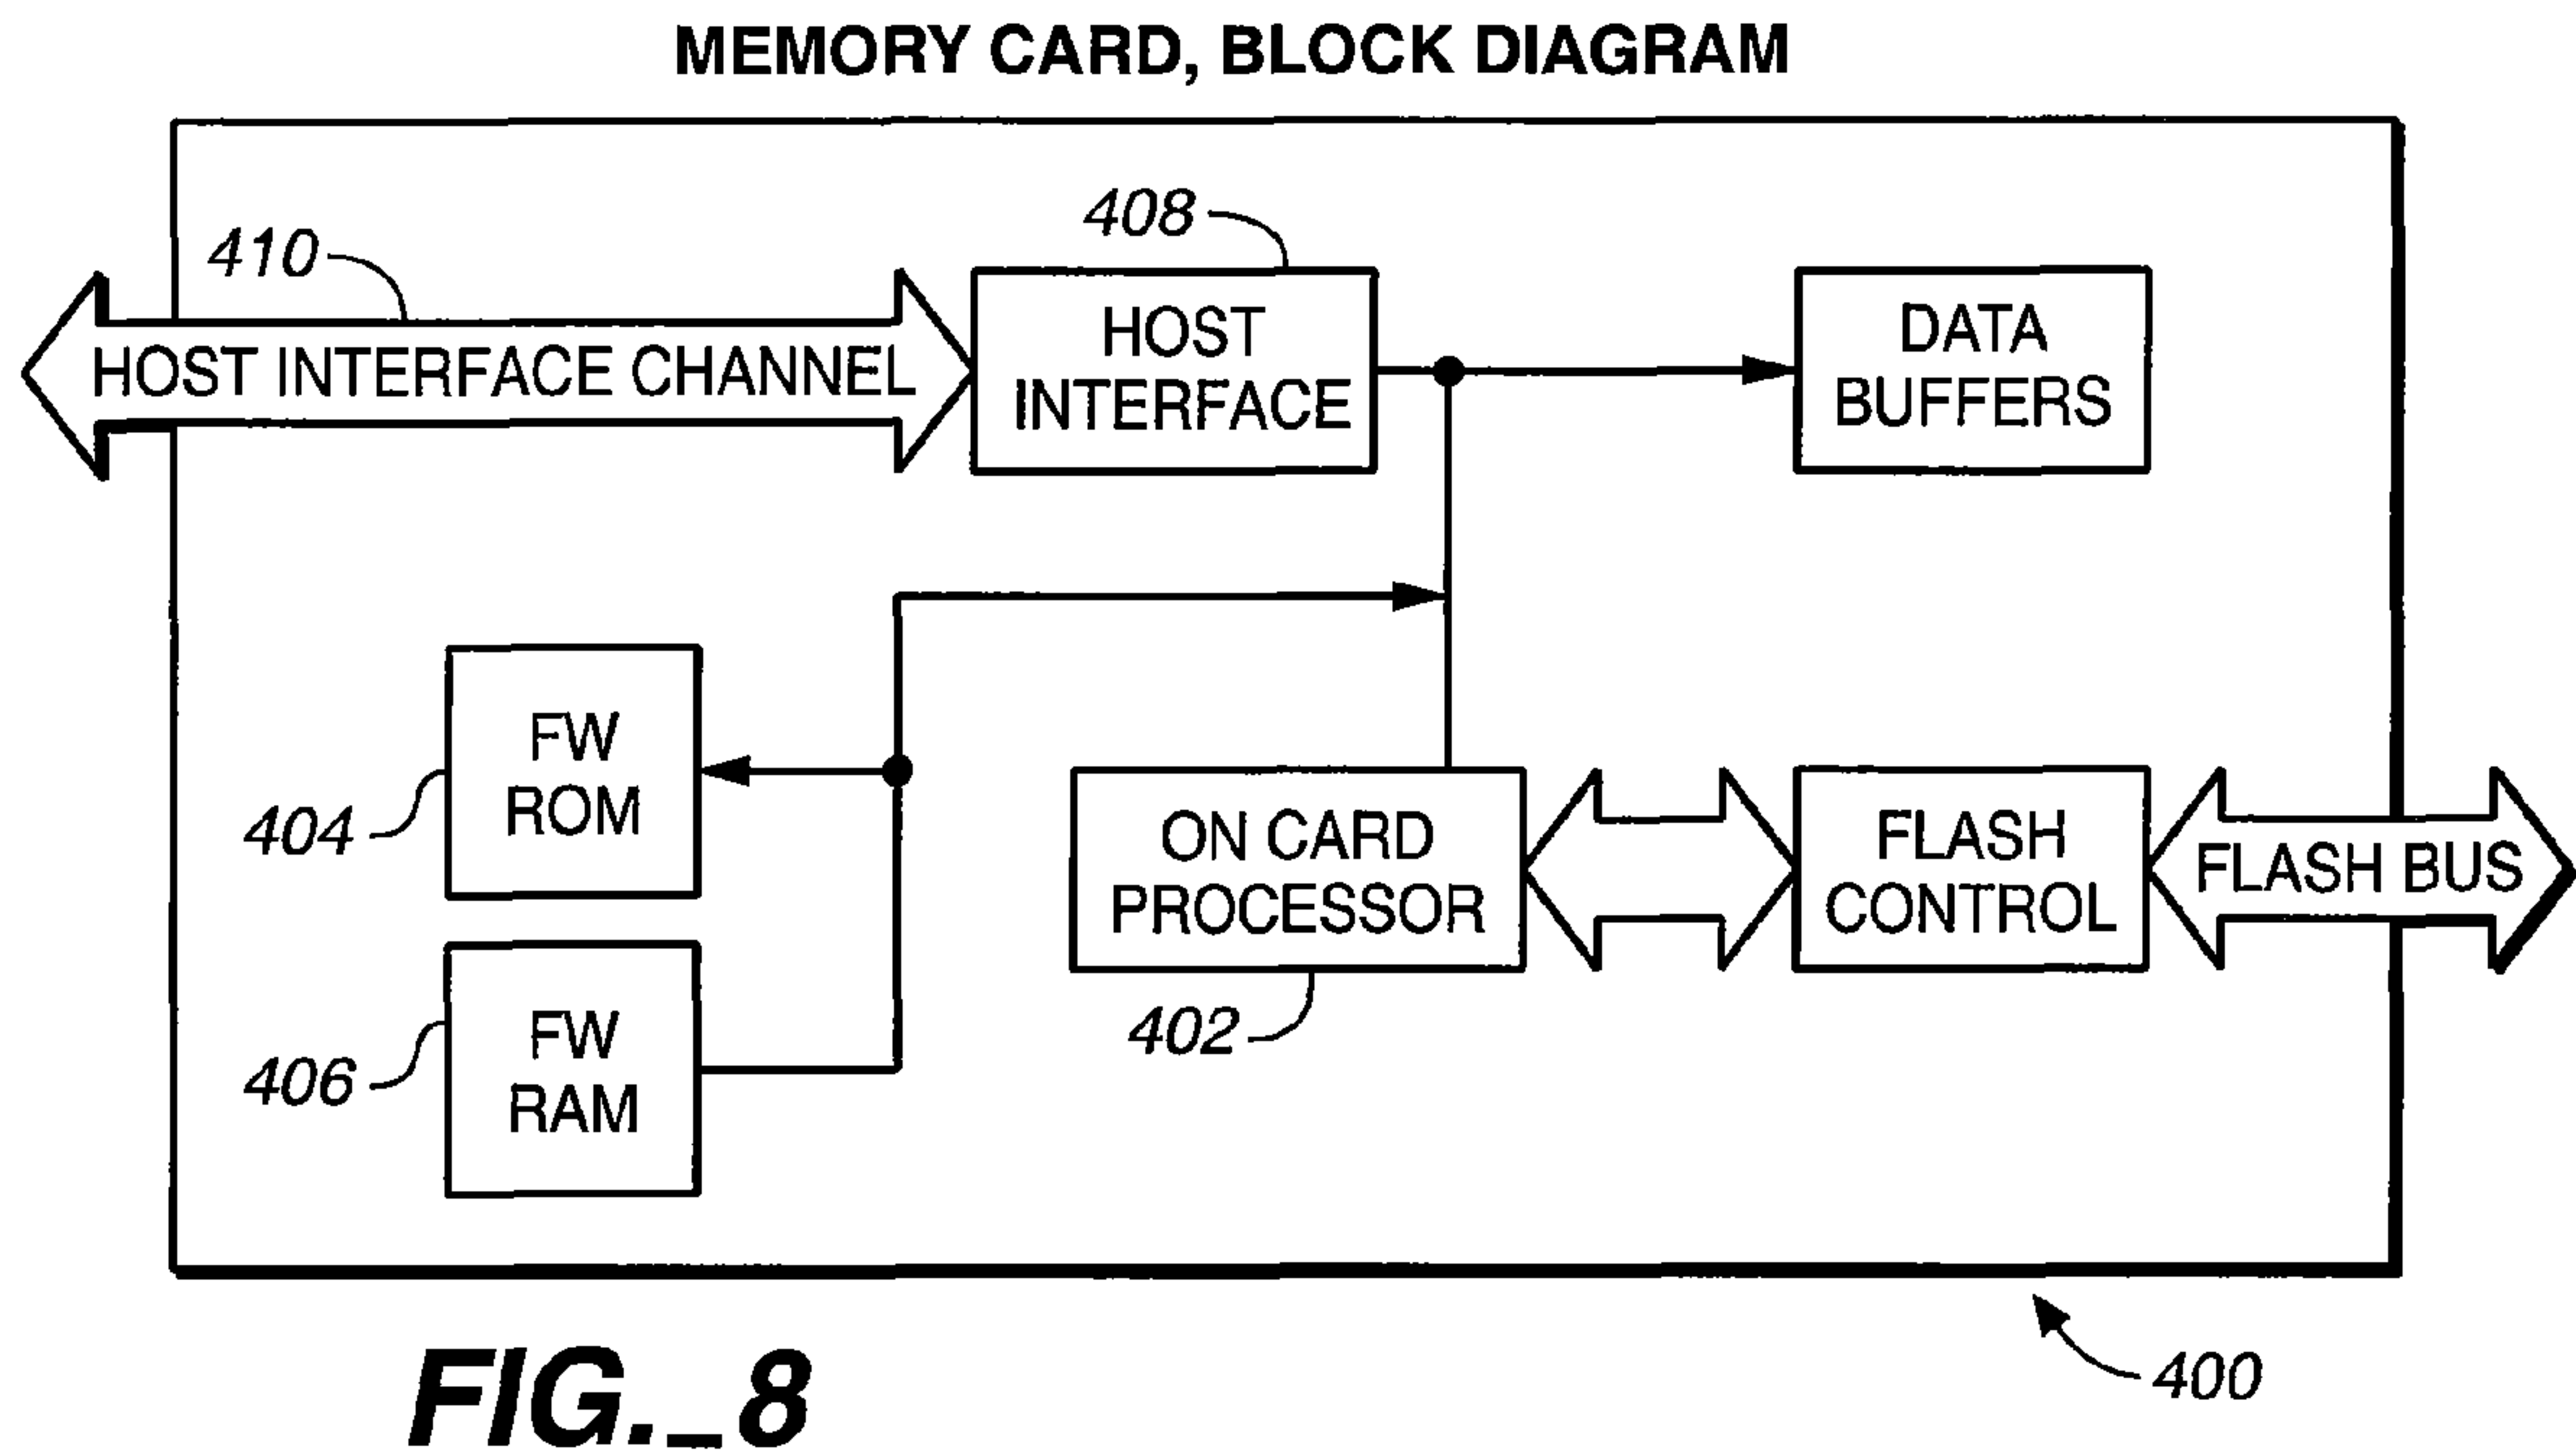 MEMORY CARD, BLOCK DIAGRAM
408
410
HOST INTERFACE CHANNEL
HOST
INTERFACE
DATA
BUFFERS
FW
ROM
404
ON CARD
PROCESSOR
FLASH
CONTROL
FLASH BUS
402
FW
RAM
406
400
FIG._8